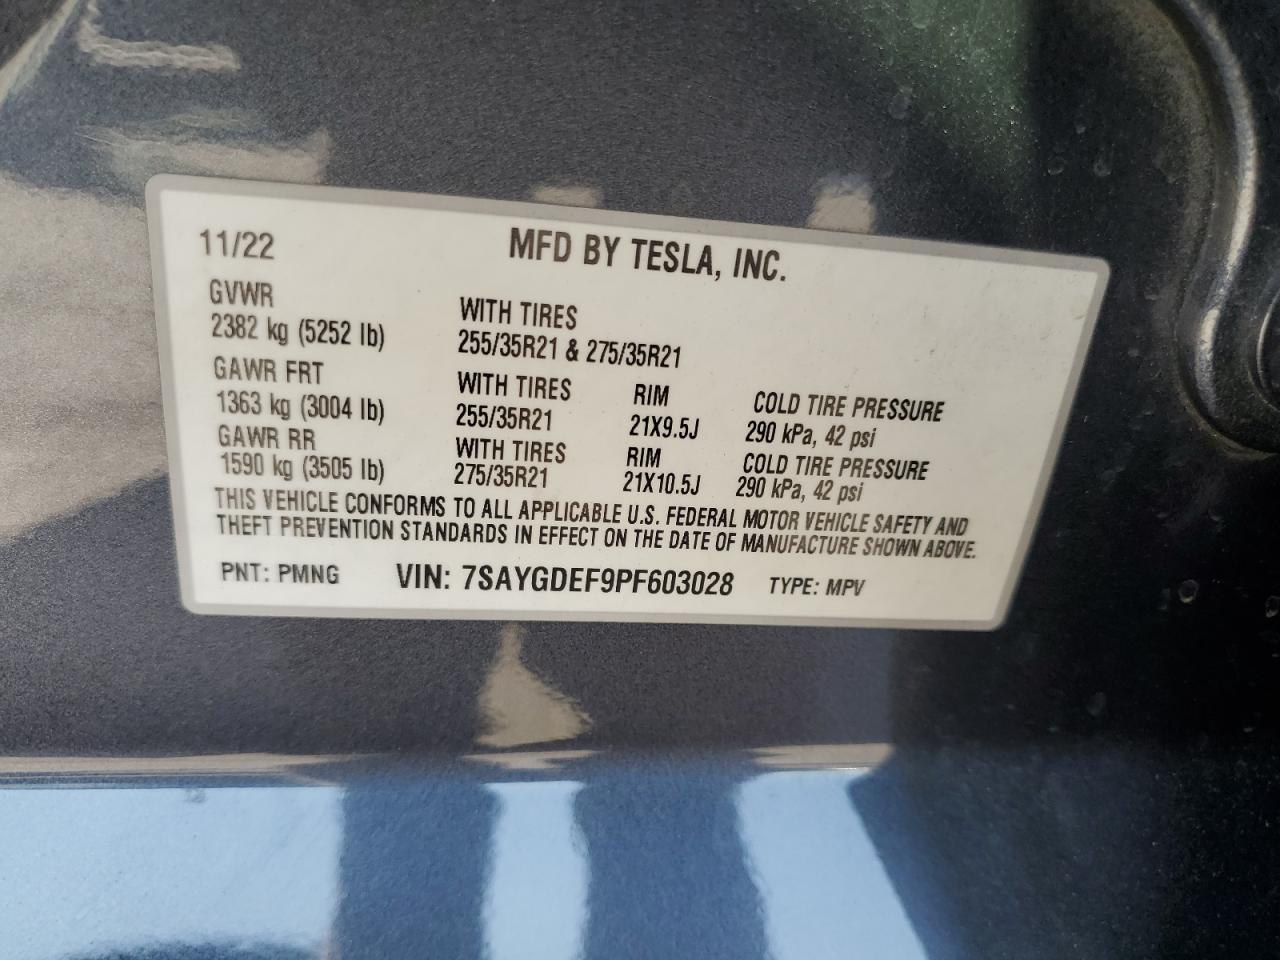 11/22 MFD BY TESLA, INC.
GVWR WITH TIRES
2382 kg (5252 lb) 255/35R21 & 275/35R21
GAWR FRT WITH TIRES RIM COLD TIRE PRESSURE
1363 kg (3004 lb) 255/35R21 21X9.5J 290 kPa, 42 psi
GAWR RR WITH TIRES RIM COLD TIRE PRESSURE
1590 kg (3505 lb) 275/35R21 21X10.5J 290 kPa, 42 psi
THIS VEHICLE CONFORMS TO ALL APPLICABLE U.S. FEDERAL MOTOR VEHICLE SAFETY AND
THEFT PREVENTION STANDARDS IN EFFECT ON THE DATE OF MANUFACTURE SHOWN ABOVE.
PNT: PMNG VIN: 7SAYGDEF9PF603028 TYPE: MPV